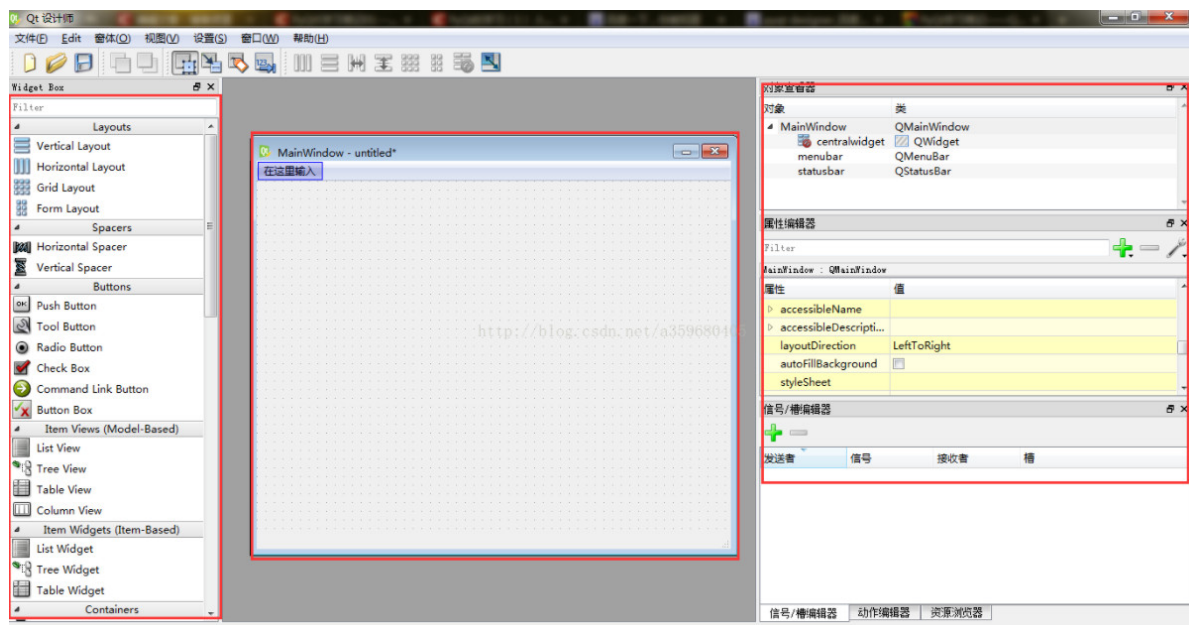 Qt 设计师
文件(F) Edit 窗体(O) 视图(V) 设置(S) 窗口(W) 帮助(H)
Widget Box
Filter
Layouts
Vertical Layout
Horizontal Layout
Grid Layout
Form Layout
Spacers
Horizontal Spacer
Vertical Spacer
Buttons
OK Push Button
Tool Button
Radio Button
Check Box
Command Link Button
Button Box
Item Views (Model-Based)
List View
Tree View
Table View
Column View
Item Widgets (Item-Based)
List Widget
Tree Widget
Table Widget
Containers
MainWindow - untitled*
在这里输入
http://blog.csdn.net/a359680405
对象查看器
对象 类
MainWindow QMainWindow
centralwidget QWidget
menubar QMenuBar
statusbar QStatusBar
属性编辑器
Filter
MainWindow : QMainWindow
属性 值
accessibleName
accessibleDescripti...
layoutDirection LeftToRight
autoFillBackground
styleSheet
信号/槽编辑器
发送者 信号 接收者 槽
信号/槽编辑器 动作编辑器 资源浏览器